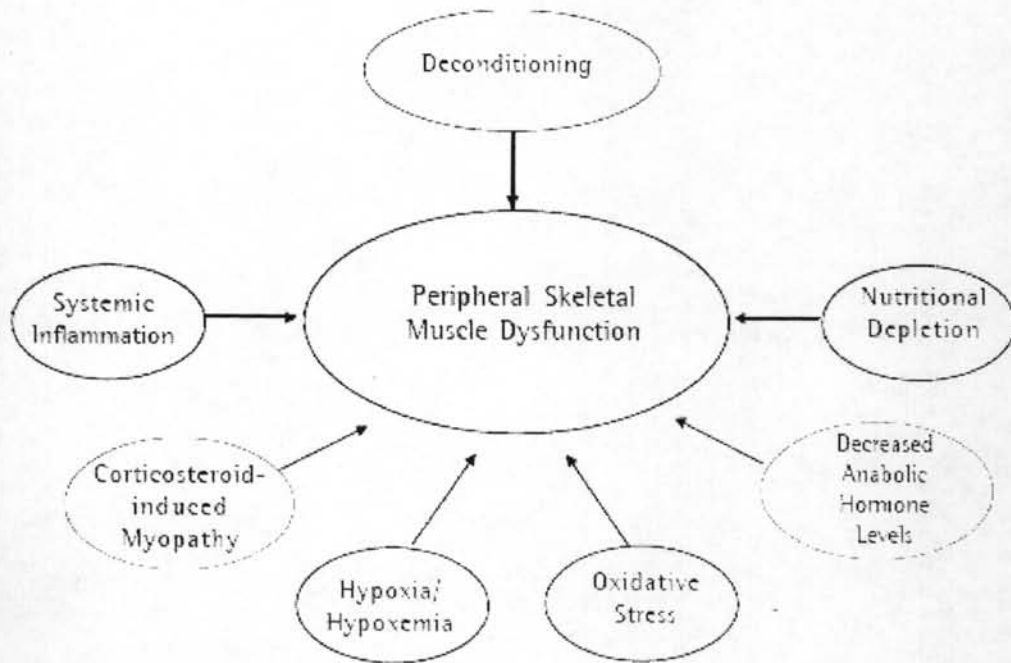 Deconditioning
Peripheral Skeletal
Muscle Dysfunction
Systemic
Inflammation
Nutritional
Depletion
Corticosteroid-
induced
Myopathy
Decreased
Anabolic
Hormone
Levels
Hypoxia/
Hypoxemia
Oxidative
Stress